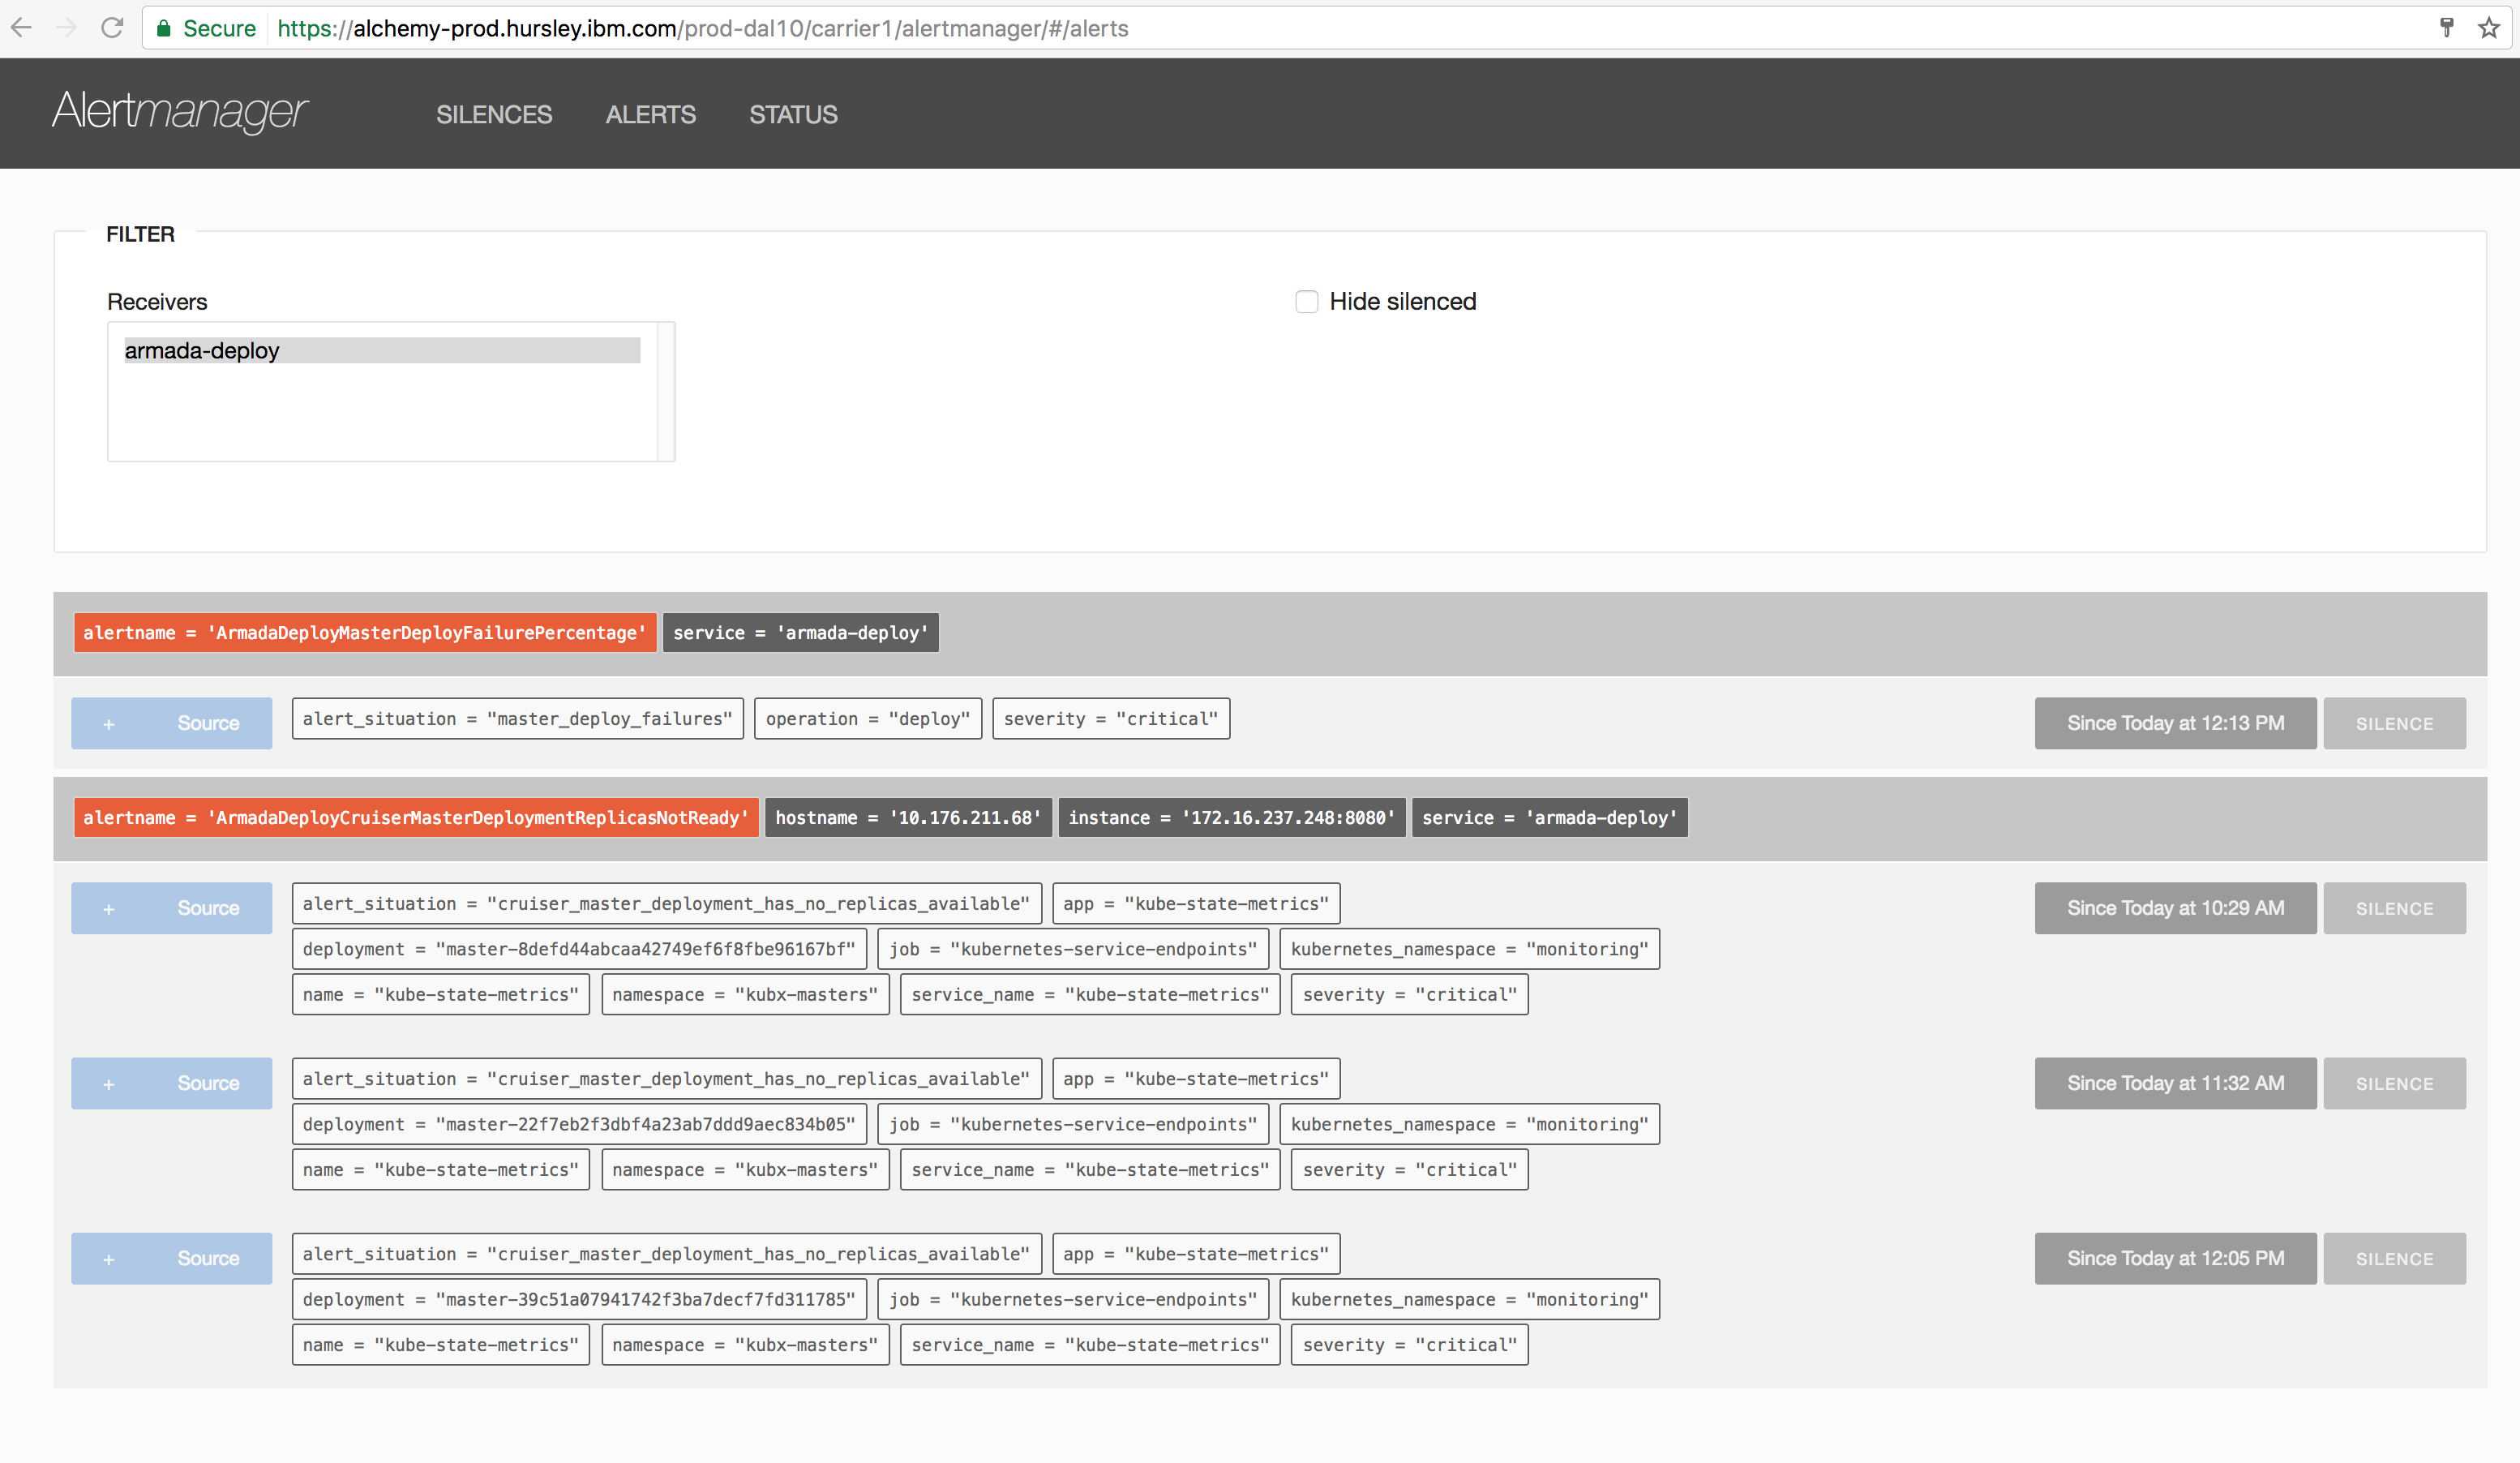 Secure https://alchemy-prod.hursley.ibm.com/prod-dal10/carrier1/alertmanager/#/alerts
Alertmanager SILENCES ALERTS STATUS
FILTER
Receivers
armada-deploy
Hide silenced
alertname = 'ArmadaDeployMasterDeployFailurePercentage' service = 'armada-deploy'
+ Source alert_situation = "master_deploy_failures" operation = "deploy" severity = "critical" Since Today at 12:13 PM SILENCE
alertname = 'ArmadaDeployCruiserMasterDeploymentReplicasNotReady' hostname = '10.176.211.68' instance = '172.16.237.248:8080' service = 'armada-deploy'
+ Source alert_situation = "cruiser_master_deployment_has_no_replicas_available" app = "kube-state-metrics" Since Today at 10:29 AM SILENCE
deployment = "master-8defd44abcaa42749ef6f8fbe96167bf" job = "kubernetes-service-endpoints" kubernetes_namespace = "monitoring"
name = "kube-state-metrics" namespace = "kubx-masters" service_name = "kube-state-metrics" severity = "critical"
+ Source alert_situation = "cruiser_master_deployment_has_no_replicas_available" app = "kube-state-metrics" Since Today at 11:32 AM SILENCE
deployment = "master-22f7eb2f3dbf4a23ab7ddd9aec834b05" job = "kubernetes-service-endpoints" kubernetes_namespace = "monitoring"
name = "kube-state-metrics" namespace = "kubx-masters" service_name = "kube-state-metrics" severity = "critical"
+ Source alert_situation = "cruiser_master_deployment_has_no_replicas_available" app = "kube-state-metrics" Since Today at 12:05 PM SILENCE
deployment = "master-39c51a07941742f3ba7decf7fd311785" job = "kubernetes-service-endpoints" kubernetes_namespace = "monitoring"
name = "kube-state-metrics" namespace = "kubx-masters" service_name = "kube-state-metrics" severity = "critical"